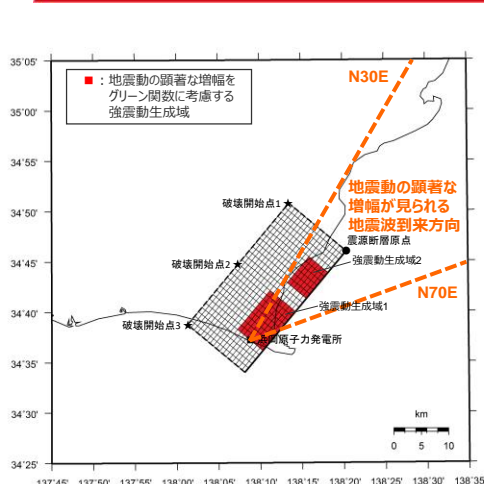 35˚05'
35˚00'
34˚55'
34˚50'
34˚45'
34˚40'
34˚35'
34˚30'
34˚25'
■ : 地震動の顕著な増幅を
グリーン関数に考慮する
強震動生成域
N30E
地震動の顕著な
増幅が見られる
地震波到来方向
破壊開始点1
震源断層原点
強震動生成域2
破壊開始点2
N70E
強震動生成域1
破壊開始点3
岡原子力発電所
km
0 5 10
137˚45' 137˚50' 137˚55' 138˚00' 138˚05' 138˚10' 138˚15' 138˚20' 138˚25' 138˚30' 138˚35'